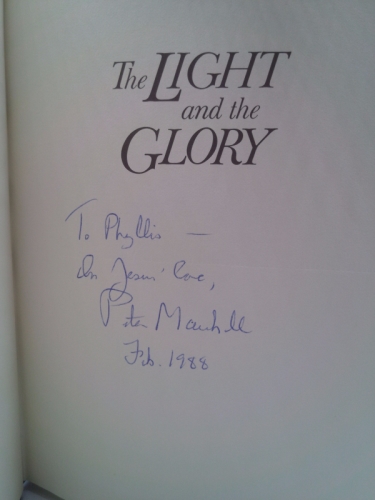 The LIGHT
and the
GLORY
To Phyllis —
In Jesus' love,
Peter Marshall
Feb. 1988